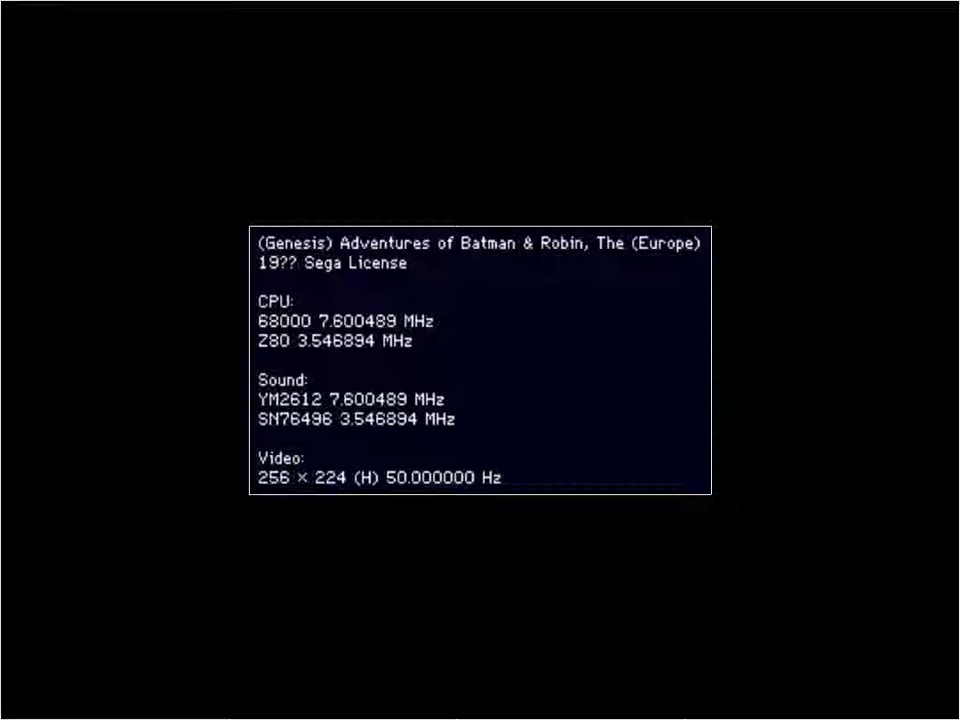 (Genesis) Adventures of Batman & Robin, The (Europe)
19?? Sega License
CPU:
68000 7.600489 MHz
Z80 3.546894 MHz
Sound:
YM2612 7.600489 MHz
SN76496 3.546894 MHz
Video:
256 × 224 (H) 50.000000 Hz